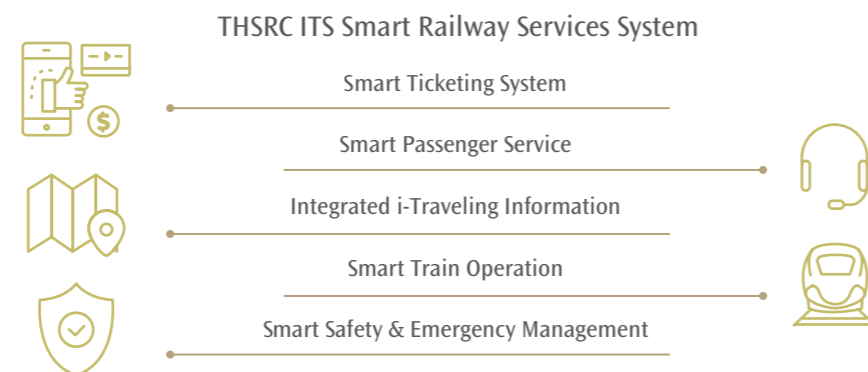 THSRC ITS Smart Railway Services System
Smart Ticketing System
$
Smart Passenger Service
Integrated i-Traveling Information
Smart Train Operation
Smart Safety & Emergency Management